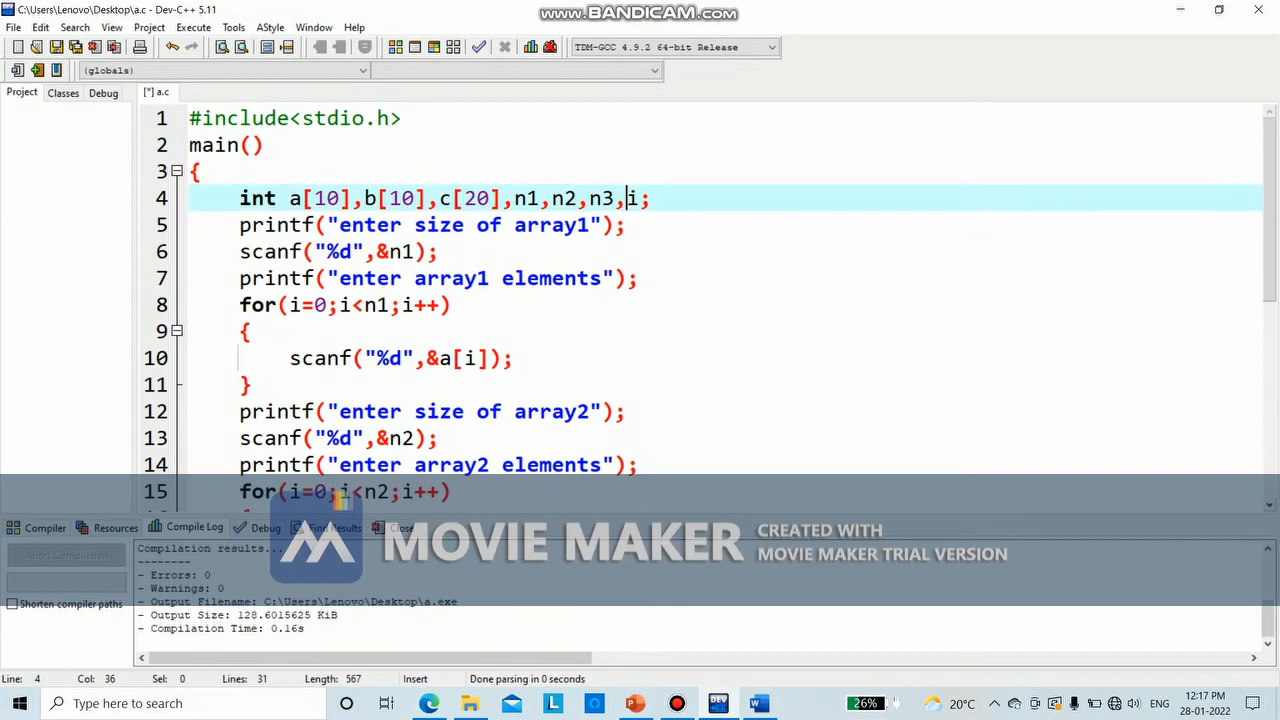 C:\Users\Lenovo\Desktop\a.c - Dev-C++ 5.11
www.BANDICAM.com
File Edit Search View Project Execute Tools AStyle Window Help
TDM-GCC 4.9.2 64-bit Release
(globals)
Project Classes Debug
[*] a.c
1 #include<stdio.h>
2 main()
3 {
4 int a[10],b[10],c[20],n1,n2,n3,i;
5 printf("enter size of array1");
6 scanf("%d",&n1);
7 printf("enter array1 elements");
8 for(i=0;i<n1;i++)
9 {
10 scanf("%d",&a[i]);
11 }
12 printf("enter size of array2");
13 scanf("%d",&n2);
14 printf("enter array2 elements");
15 for(i=0;i<n2;i++)
Compiler Resources Compile Log Debug Find Results Close
MOVIE MAKER
CREATED WITH
MOVIE MAKER TRIAL VERSION
Abort Compilation
Shorten compiler paths
Compilation results...
--------
- Errors: 0
- Warnings: 0
- Output Filename: C:\Users\Lenovo\Desktop\a.exe
- Output Size: 128.6015625 KiB
- Compilation Time: 0.16s
Line: 4 Col: 36 Sel: 0 Lines: 31 Length: 567 Insert Done parsing in 0 seconds
Type here to search
DEV
26%
20°C
ENG
12:17 PM
28-01-2022